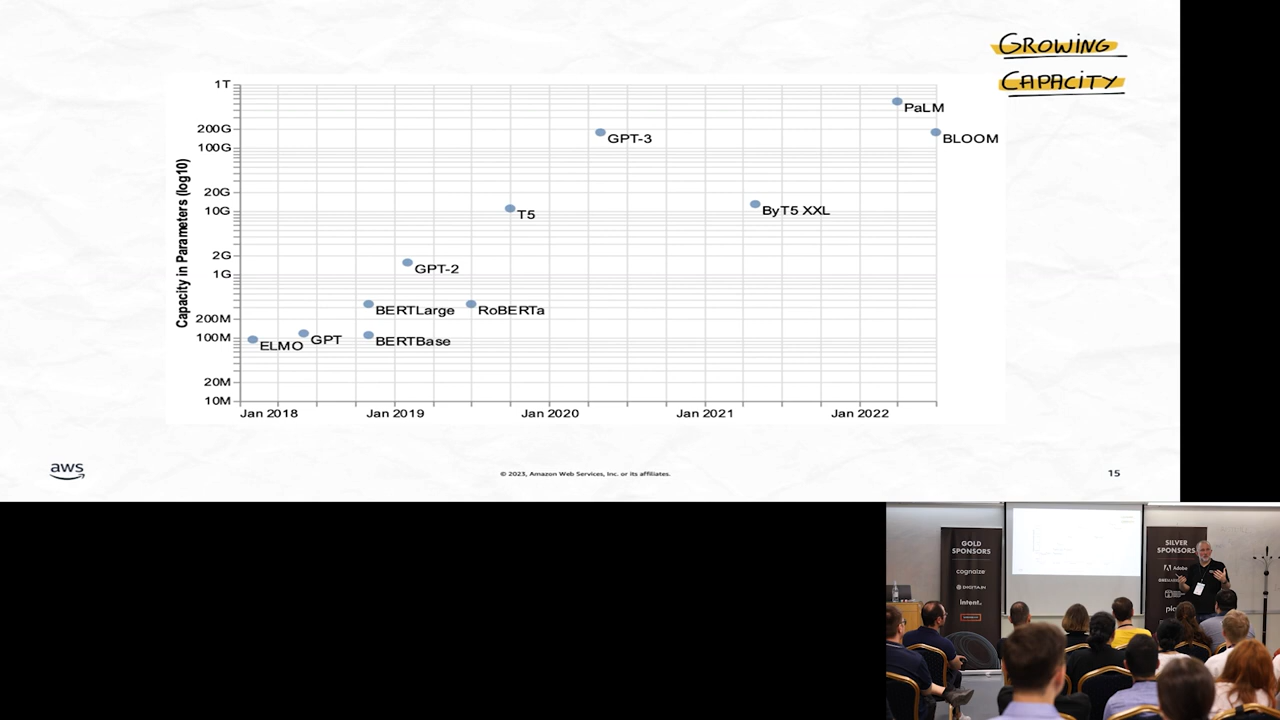 GROWING
CAPACITY
Capacity in Parameters (log10)
1T
200G
100G
20G
10G
2G
1G
200M
100M
20M
10M
PaLM
BLOOM
GPT-3
ByT5 XXL
T5
GPT-2
BERTLarge
RoBERTa
ELMO
GPT
BERTBase
Jan 2018
Jan 2019
Jan 2020
Jan 2021
Jan 2022
aws
© 2023, Amazon Web Services, Inc. or its affiliates.
15
GOLD
SPONSORS
cognaize
DIGITAIN
intent.
SILVER
SPONSORS
Adobe